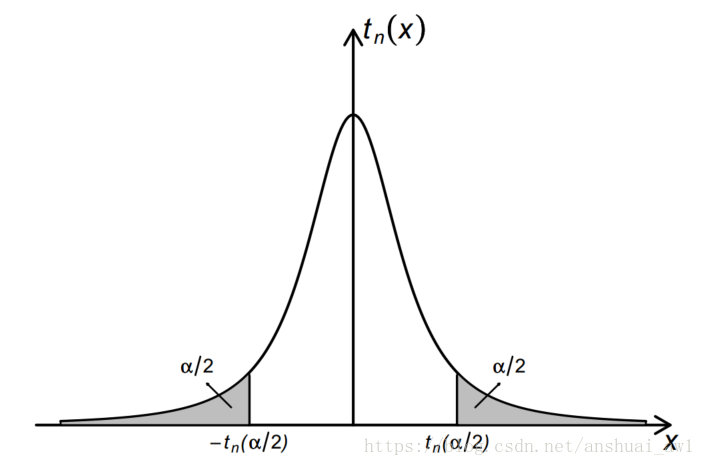 tₙ(x)
α/2
α/2
-tₙ(α/2)
tₙ(α/2)
x
https://blog.csdn.net/anshuai_aw1